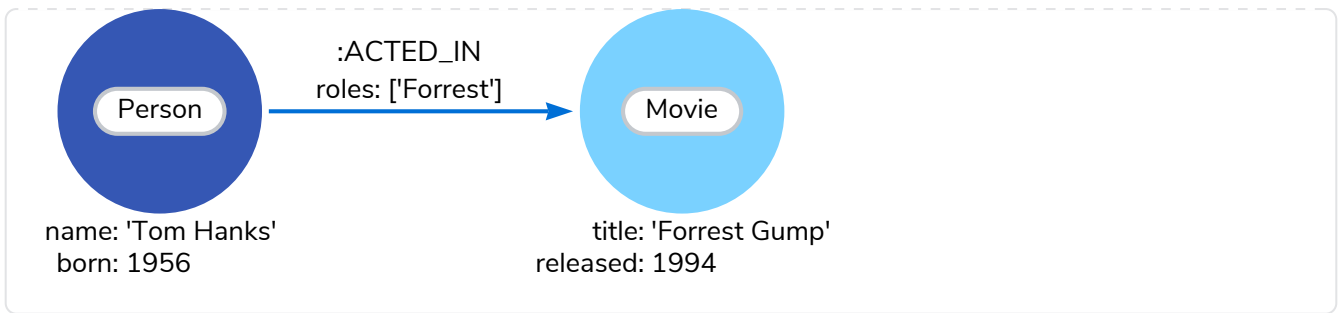 :ACTED_IN
roles: ['Forrest']
Person
Movie
name: 'Tom Hanks'
born: 1956
title: 'Forrest Gump'
released: 1994